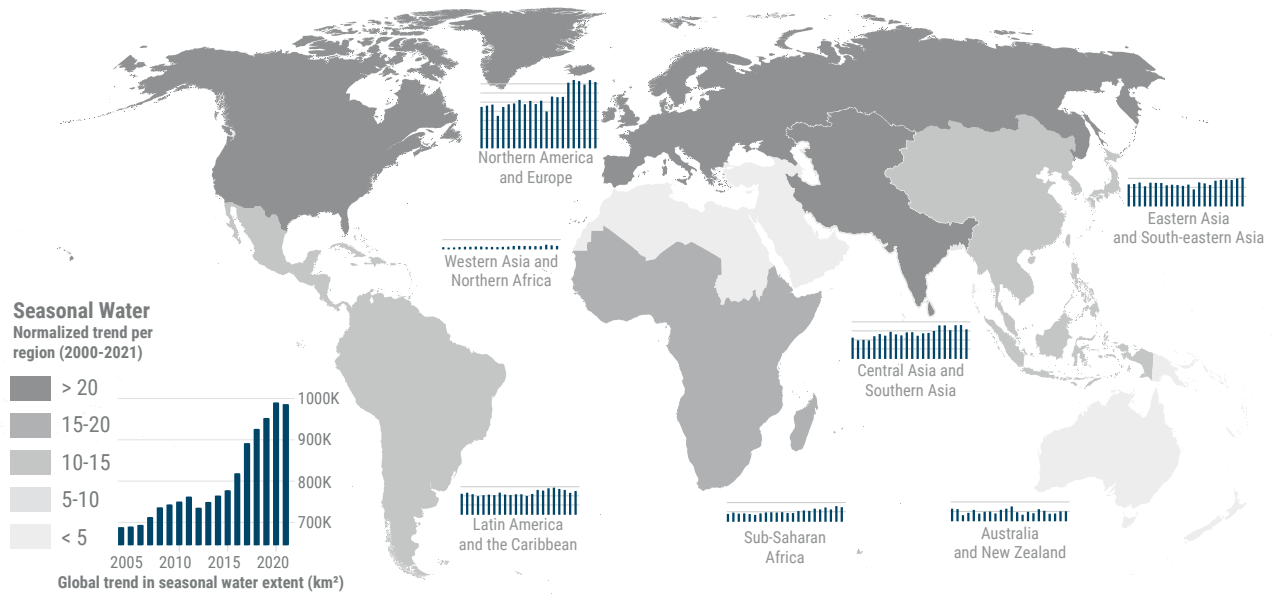 Northern America
and Europe
Eastern Asia
and South-eastern Asia
Western Asia and
Northern Africa
Seasonal Water
Normalized trend per
region (2000-2021)
> 20
15-20
10-15
5-10
< 5
1000K
900K
800K
700K
2005
2010
2015
2020
Global trend in seasonal water extent (km²)
Central Asia and
Southern Asia
Latin America
and the Caribbean
Sub-Saharan
Africa
Australia
and New Zealand